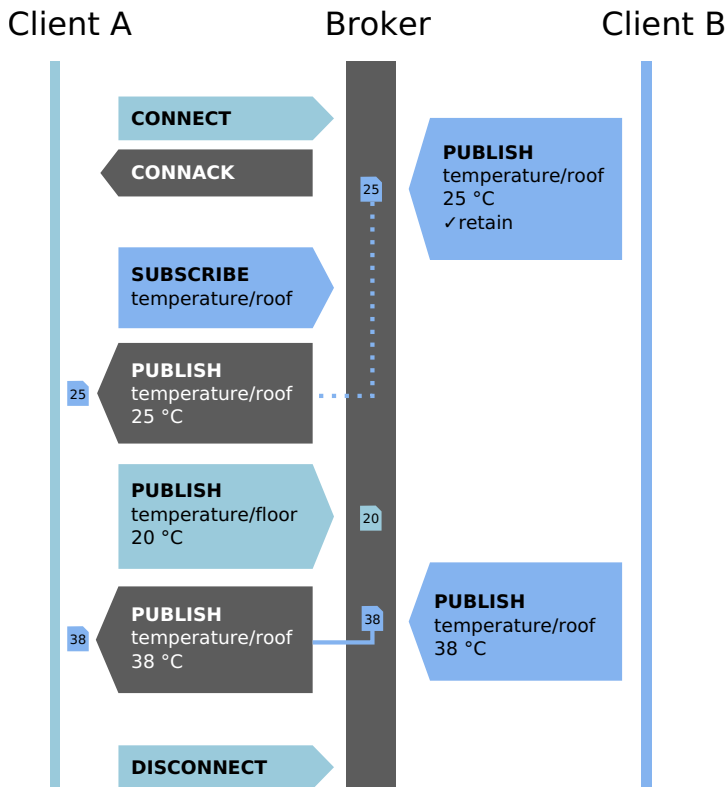 Client A
Broker
Client B
CONNECT
CONNACK
PUBLISH
temperature/roof
25 °C
✓retain
25
SUBSCRIBE
temperature/roof
PUBLISH
temperature/roof
25 °C
25
PUBLISH
temperature/floor
20 °C
20
PUBLISH
temperature/roof
38 °C
38
PUBLISH
temperature/roof
38 °C
38
DISCONNECT